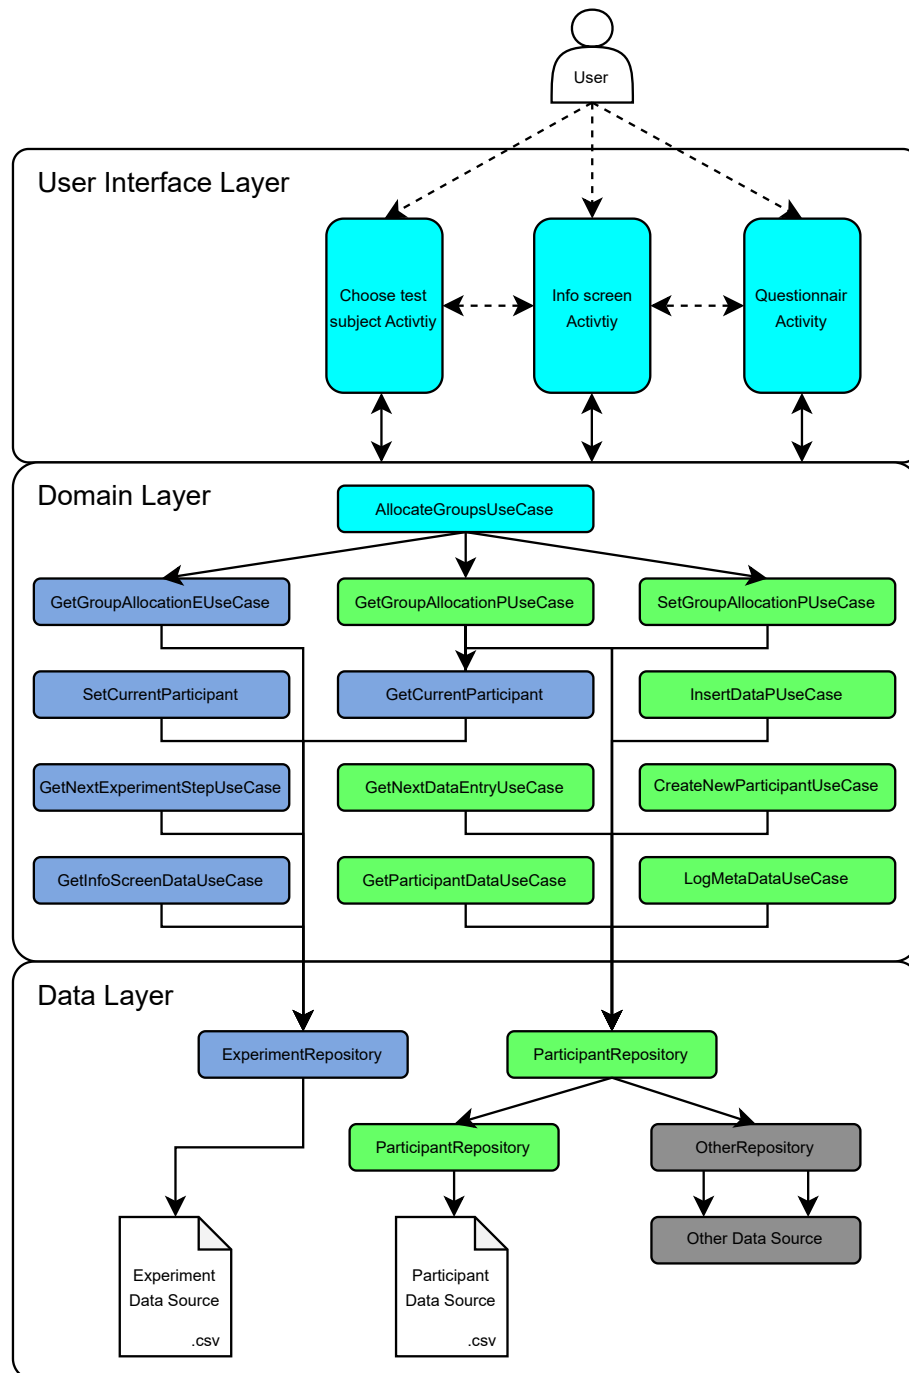 User
User Interface Layer
Choose test
subject Activtiy
Info screen
Activtiy
Questionnair
Activity
Domain Layer
AllocateGroupsUseCase
GetGroupAllocationEUseCase
GetGroupAllocationPUseCase
SetGroupAllocationPUseCase
SetCurrentParticipant
GetCurrentParticipant
InsertDataPUseCase
GetNextExperimentStepUseCase
GetNextDataEntryUseCase
CreateNewParticipantUseCase
GetInfoScreenDataUseCase
GetParticipantDataUseCase
LogMetaDataUseCase
Data Layer
ExperimentRepository
ParticipantRepository
ParticipantRepository
OtherRepository
Other Data Source
Experiment
Data Source
.csv
Participant
Data Source
.csv